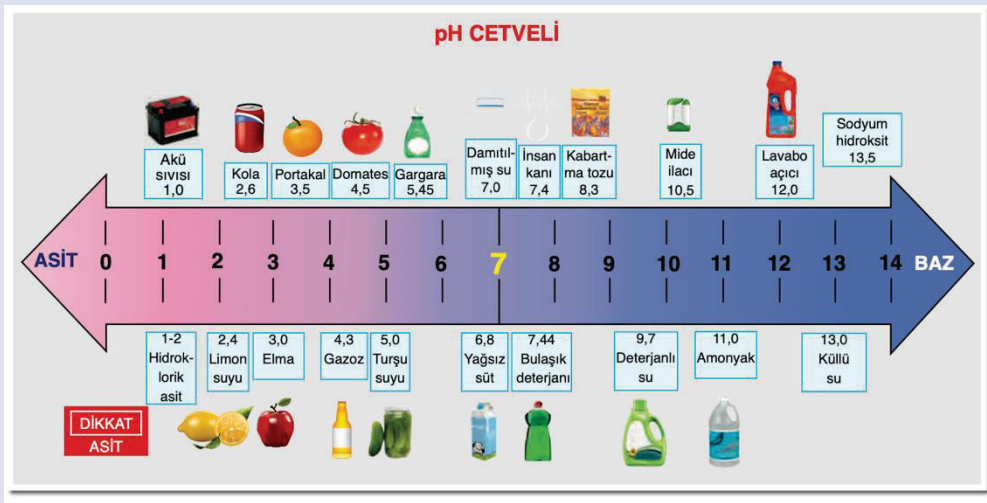 pH CETVELİ
Akü
sıvısı
1,0
Kola
2,6
Portakal
3,5
Domates
4,5
Gargara
5,45
Damıtıl-
mış su
7,0
İnsan
kanı
7,4
Kabart-
ma tozu
8,3
Mide
ilacı
10,5
Lavabo
açıcı
12,0
Sodyum
hidroksit
13,5
ASİT 0 1 2 3 4 5 6 7 8 9 10 11 12 13 14 BAZ
1-2
Hidrok-
lorik
asit
2,4
Limon
suyu
3,0
Elma
4,3
Gazoz
5,0
Turşu
suyu
6,8
Yağsız
süt
7,44
Bulaşık
deterjanı
9,7
Deterjanlı
su
11,0
Amonyak
13,0
Küllü
su
DİKKAT
ASİT